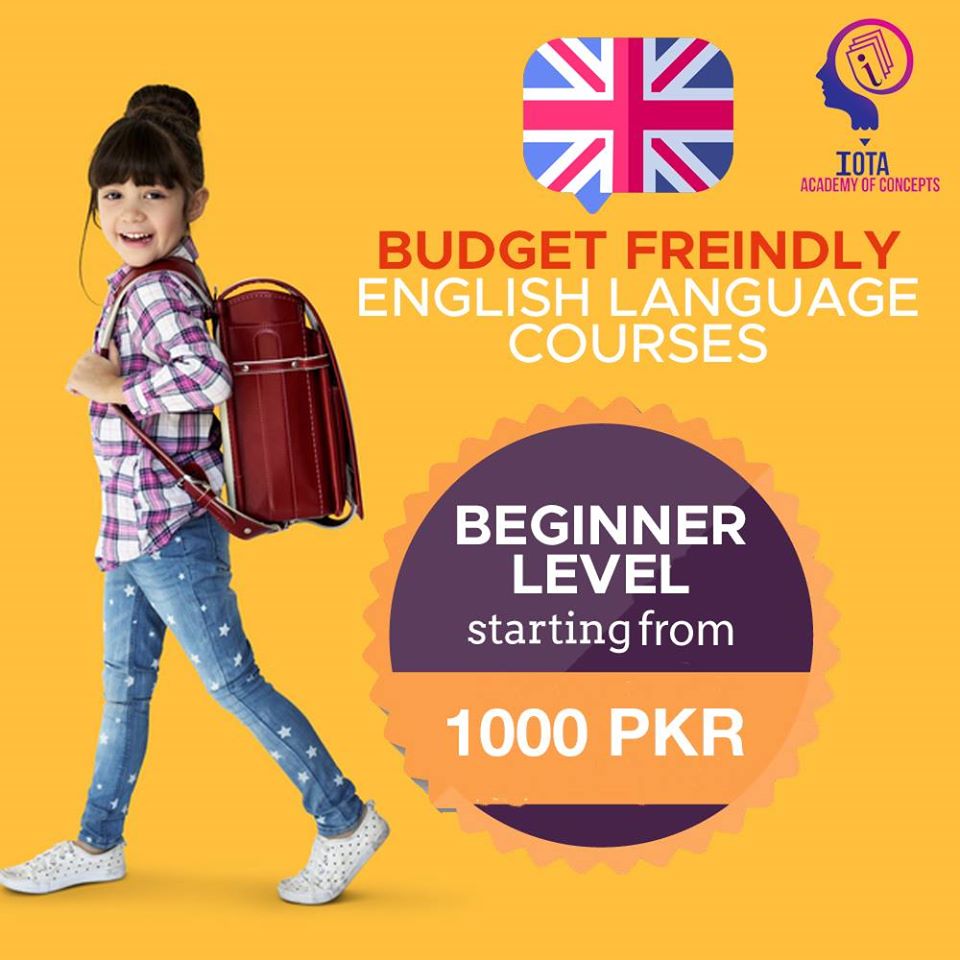 i
IOTA
ACADEMY OF CONCEPTS
BUDGET FREINDLY
ENGLISH LANGUAGE
COURSES
BEGINNER
LEVEL
starting from
1000 PKR